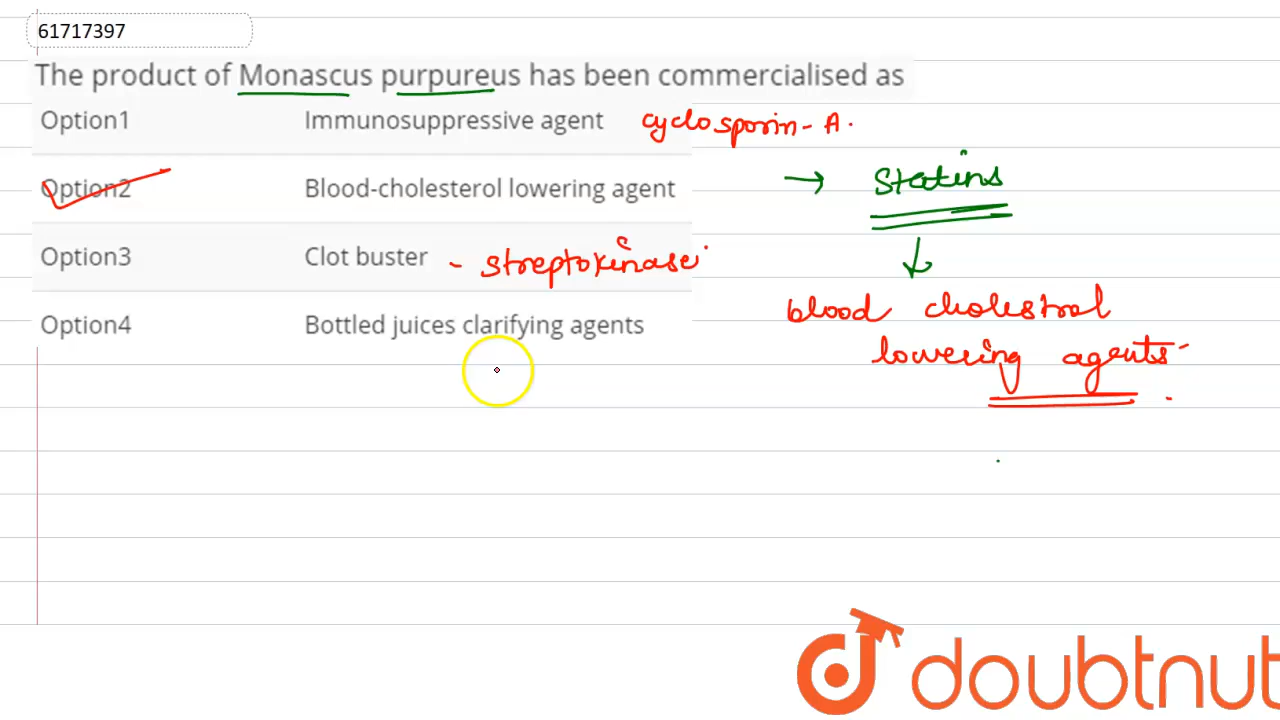 61717397
The product of Monascus purpureus has been commercialised as
Option1 Immunosuppressive agent cyclosporin-A.
Option2 Blood-cholesterol lowering agent → statins
Option3 Clot buster - streptokinase
blood cholestrol
Option4 Bottled juices clarifying agents
lowering agents.
doubtnut